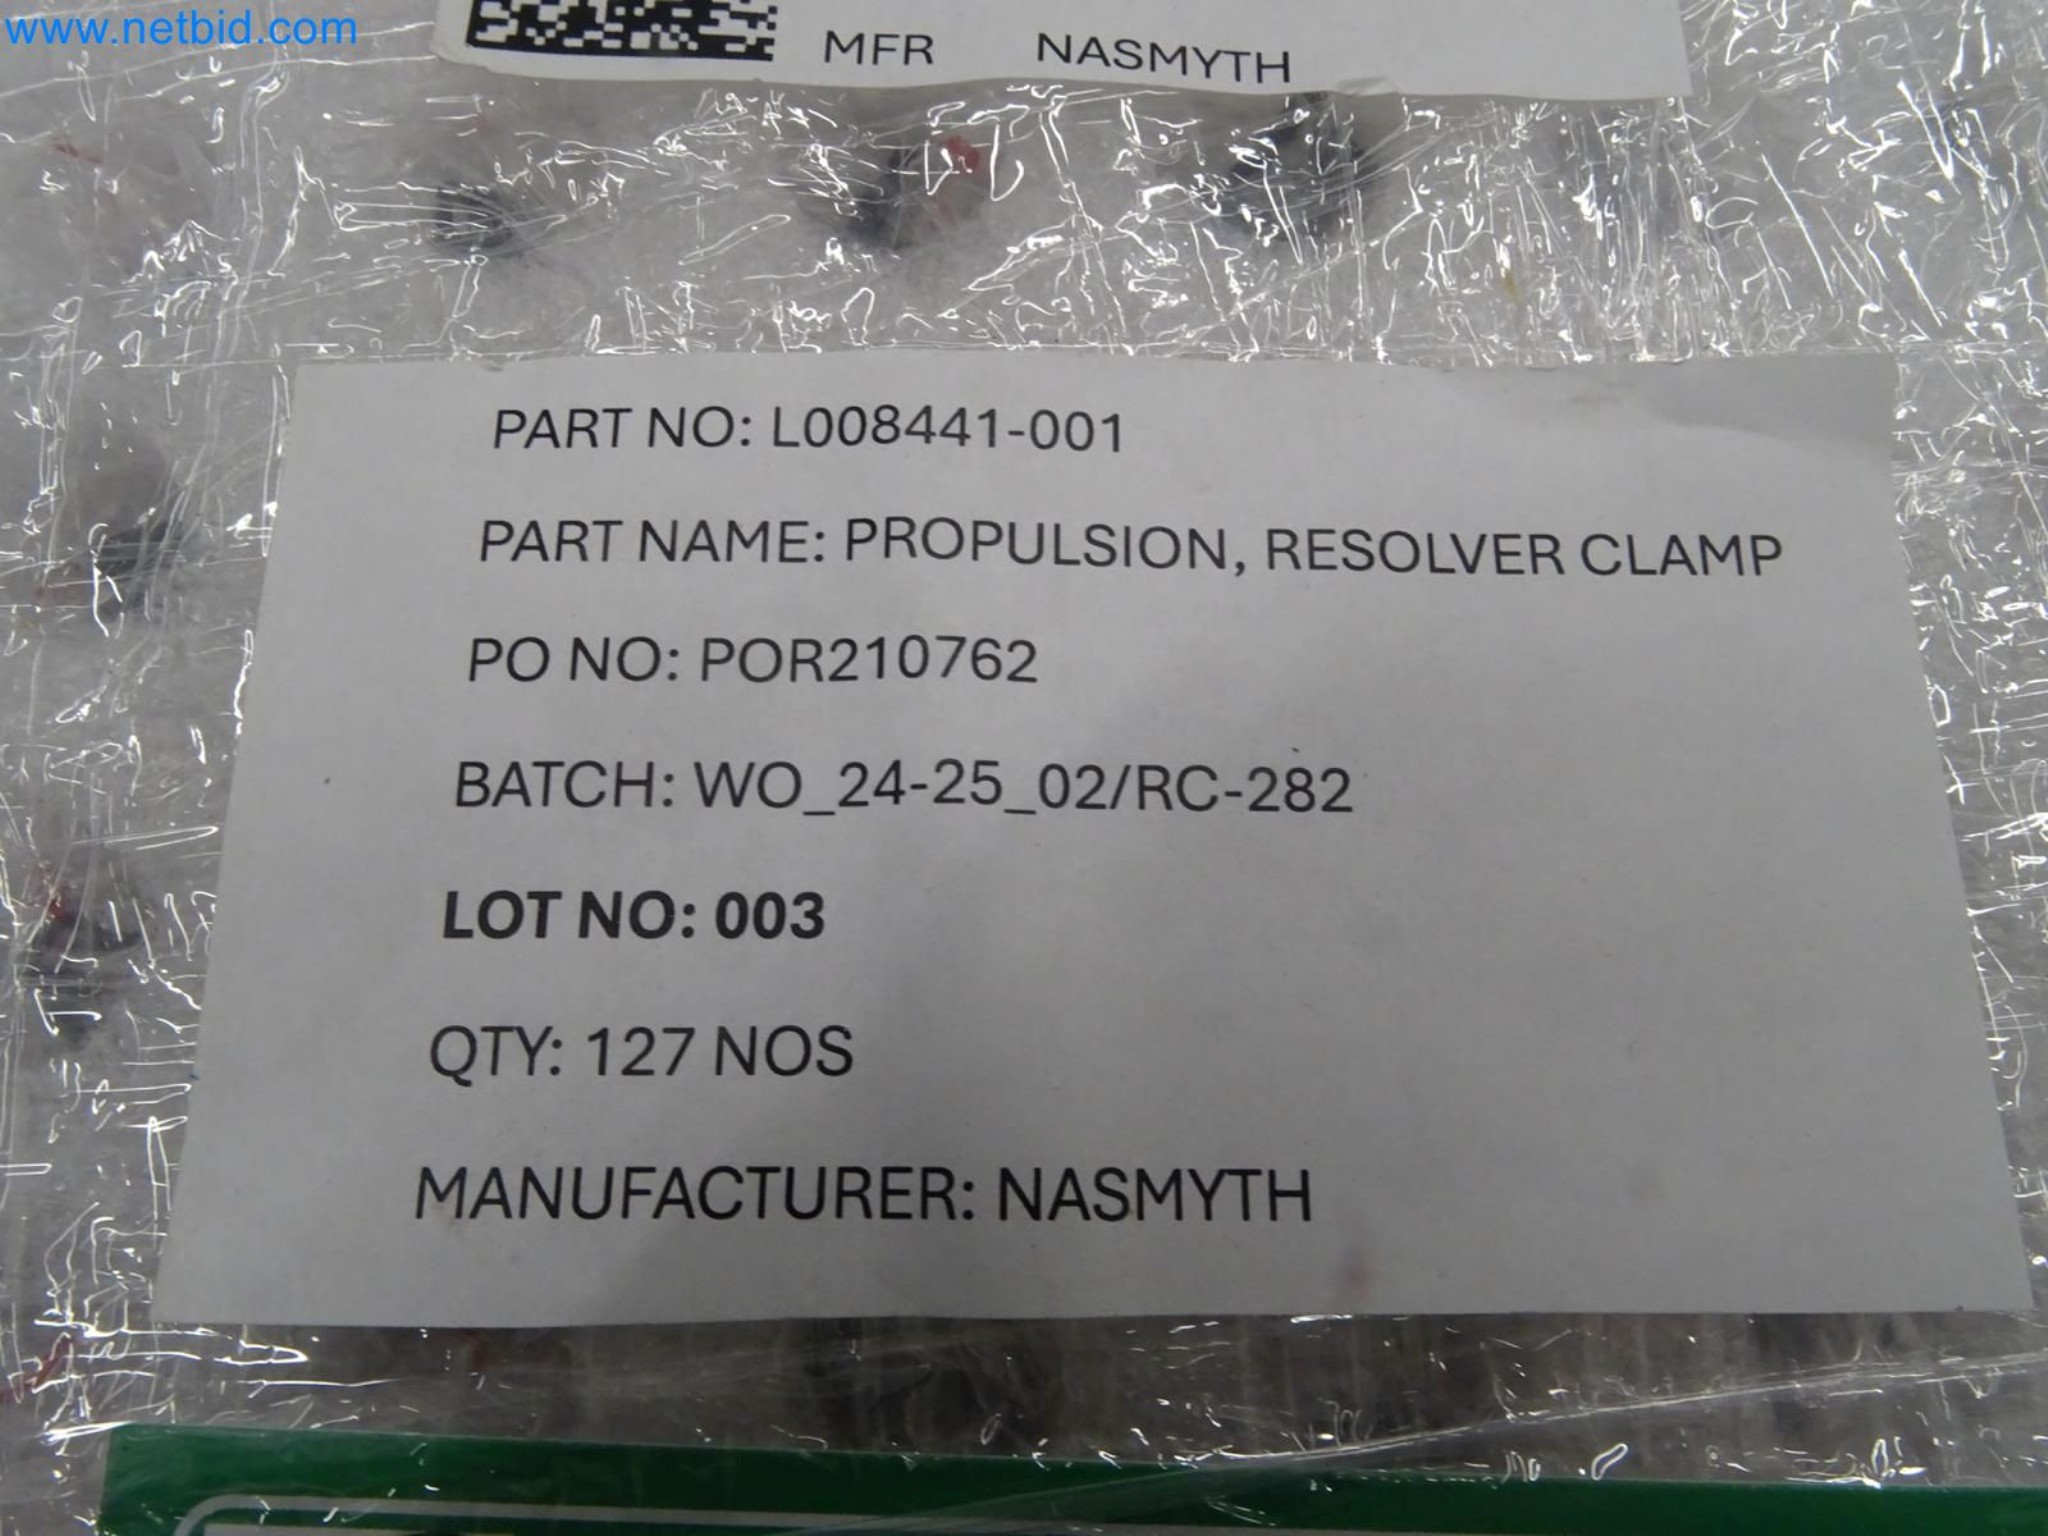 www.netbid.com
MFR NASMYTH
PART NO: L008441-001
PART NAME: PROPULSION, RESOLVER CLAMP
PO NO: POR210762
BATCH: WO_24-25_02/RC-282
LOT NO: 003
QTY: 127 NOS
MANUFACTURER: NASMYTH